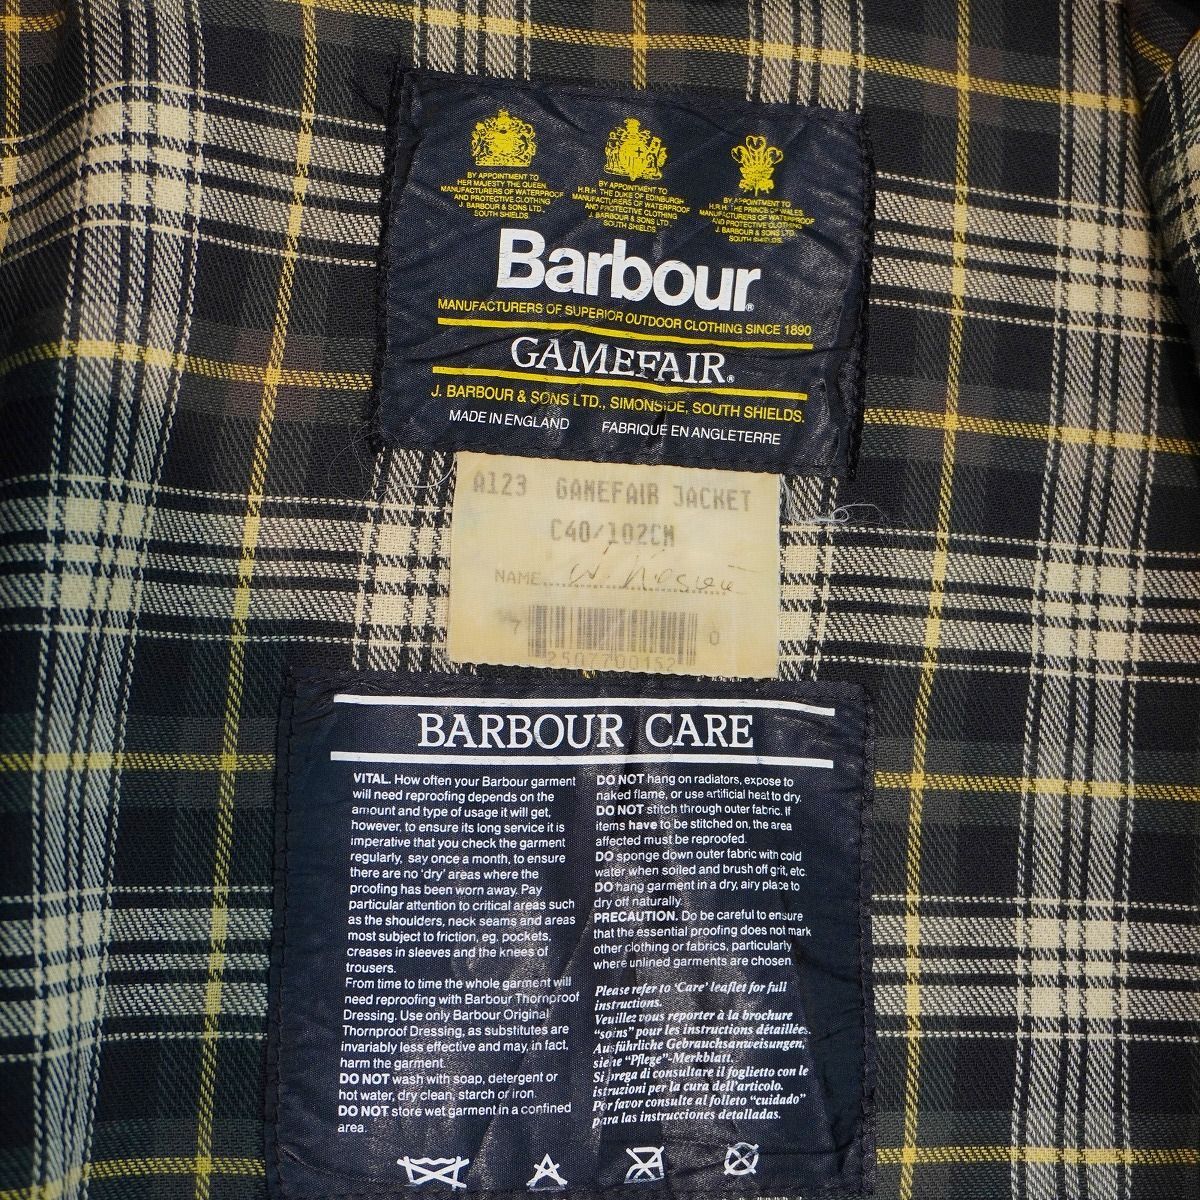 BY APPOINTMENT TO
HER MAJESTY THE QUEEN
MANUFACTURERS OF WATERPROOF
AND PROTECTIVE CLOTHING
J. BARBOUR & SONS LTD.,
SOUTH SHIELDS
BY APPOINTMENT TO
H.R.H. THE DUKE OF EDINBURGH
MANUFACTURERS OF WATERPROOF
AND PROTECTIVE CLOTHING
J. BARBOUR & SONS LTD.,
SOUTH SHIELDS
BY APPOINTMENT TO
H.R.H. THE PRINCE OF WALES
MANUFACTURERS OF WATERPROOF
AND PROTECTIVE CLOTHING
J. BARBOUR & SONS LTD.
SOUTH SHIELDS
Barbour®
MANUFACTURERS OF SUPERIOR OUTDOOR CLOTHING SINCE 1890
GAMEFAIR®
J. BARBOUR & SONS LTD., SIMONSIDE, SOUTH SHIELDS.
MADE IN ENGLAND FABRIQUE EN ANGLETERRE
A123 GAMEFAIR JACKET
C40/102CM
NAME
7 0
BARBOUR CARE
VITAL. How often your Barbour garment
will need reproofing depends on the
amount and type of usage it will get,
however, to ensure its long service it is
imperative that you check the garment
regularly, say once a month, to ensure
there are no 'dry' areas where the
proofing has been worn away. Pay
particular attention to critical areas such
as the shoulders, neck seams and areas
most subject to friction, eg. pockets,
creases in sleeves and the knees of
trousers.
From time to time the whole garment will
need reproofing with Barbour Thornproof
Dressing. Use only Barbour Original
Thornproof Dressing, as substitutes are
invariably less effective and may, in fact,
harm the garment.
DO NOT wash with soap, detergent or
hot water, dry clean, starch or iron.
DO NOT store wet garment in a confined
area.
DO NOT hang on radiators, expose to
naked flame, or use artificial heat to dry.
DO NOT stitch through outer fabric. If
items have to be stitched on, the area
affected must be reproofed.
DO sponge down outer fabric with cold
water when soiled and brush off grit, etc.
DO hang garment in a dry, airy place to
dry off naturally.
PRECAUTION. Do be careful to ensure
that the essential proofing does not mark
other clothing or fabrics, particularly
where unlined garments are chosen.
Please refer to 'Care' leaflet for full
instructions.
Veuillez vous reporter à la brochure
"soins" pour les instructions détaillées.
Ausführliche Gebrauchsanweisungen,
siehe "Pflege"-Merkblatt.
Si prega di consultare il foglietto con le
istruzioni per la cura dell'articolo.
Por favor consulte al folleto "cuidado"
para las instrucciones detalladas.